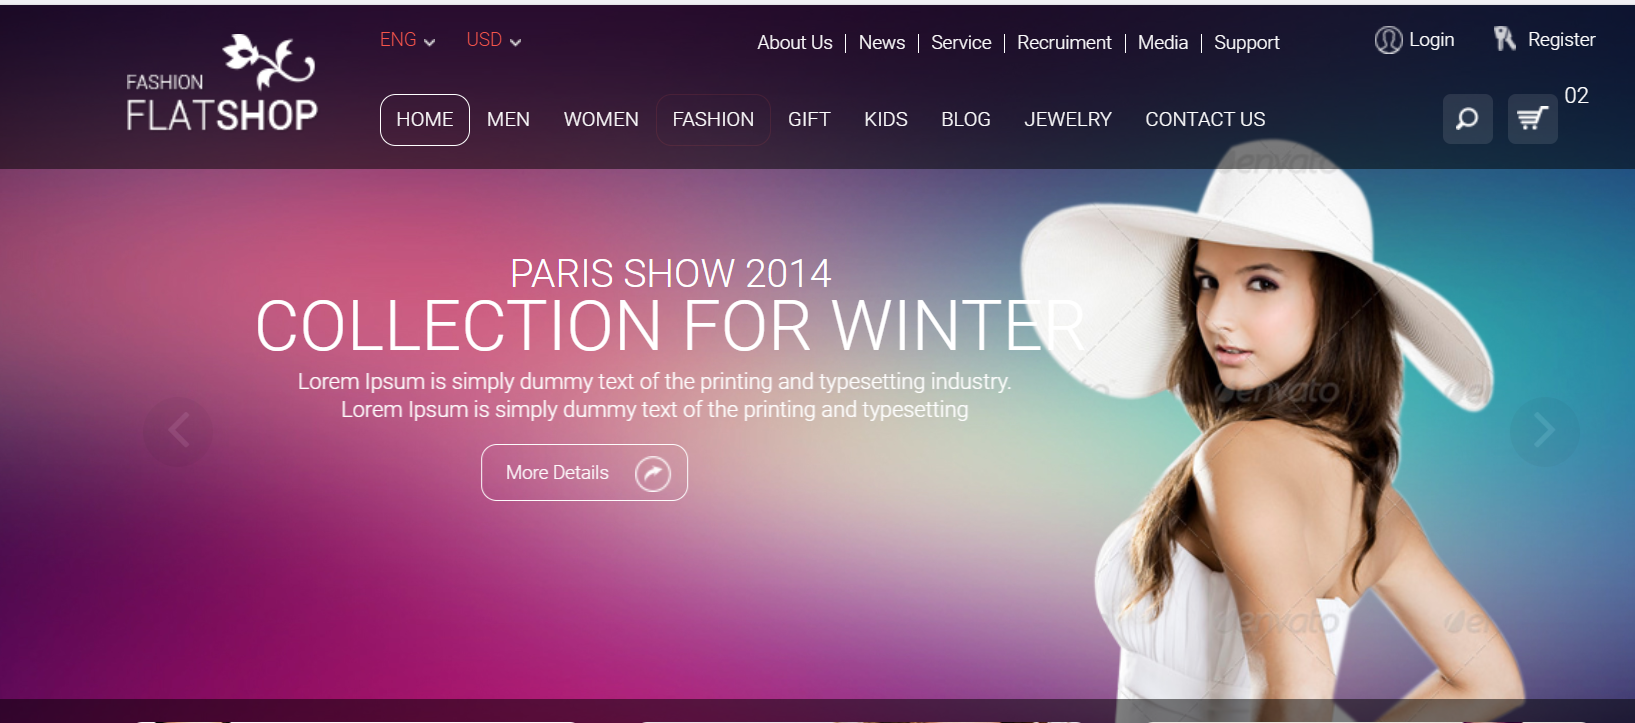 ENG
USD
About Us | News | Service | Recruiment | Media | Support
Login
Register
FASHION
FLATSHOP
HOME
MEN
WOMEN
FASHION
GIFT
KIDS
BLOG
JEWELRY
CONTACT US
02
PARIS SHOW 2014
COLLECTION FOR WINTER
Lorem Ipsum is simply dummy text of the printing and typesetting industry.
Lorem Ipsum is simply dummy text of the printing and typesetting
More Details
envato
envato
envato